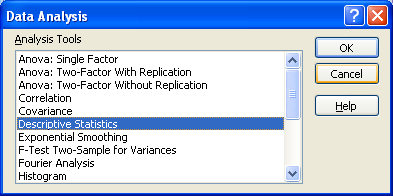 Data Analysis
Analysis Tools
Anova: Single Factor
Anova: Two-Factor With Replication
Anova: Two-Factor Without Replication
Correlation
Covariance
Descriptive Statistics
Exponential Smoothing
F-Test Two-Sample for Variances
Fourier Analysis
Histogram
OK
Cancel
Help